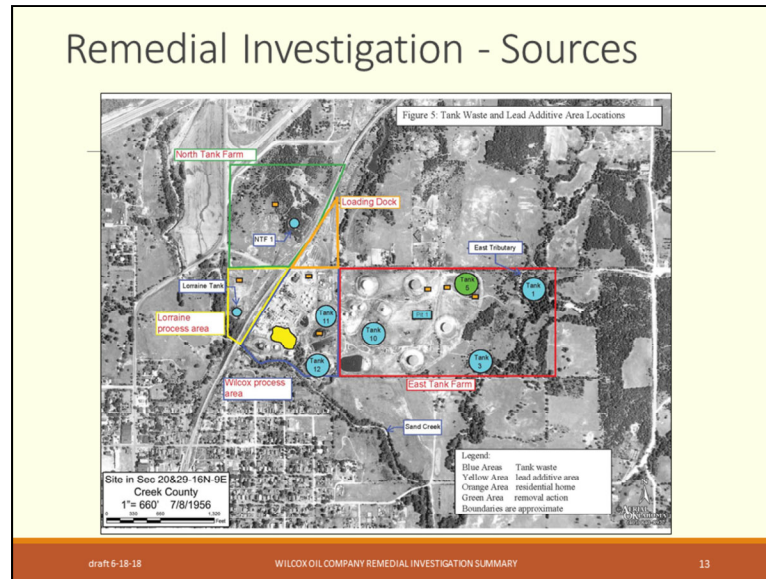 Remedial Investigation - Sources
Figure 5: Tank Waste and Lead Additive Area Locations
North Tank Farm
Loading Dock
NTF 1
East Tributary
Lorraine Tank
Tank
5
Tank
1
Lorraine
process area
Tank
11
Tank
10
Tank
12
Tank
3
Wilcox process
area
East Tank Farm
Sand Creek
Legend:
Blue Areas Tank waste
Yellow Area lead additive area
Orange Area residential home
Green Area removal action
Boundaries are approximate
Site in Sec 20&29-16N-9E
Creek County
1"= 660' 7/8/1956
Feet
draft 6-18-18
WILCOX OIL COMPANY REMEDIAL INVESTIGATION SUMMARY
13